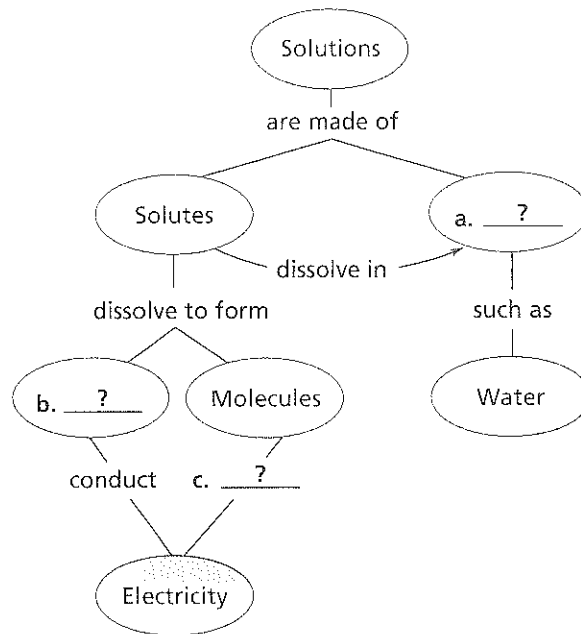 Solutions
are made of
Solutes
a. ?
dissolve in
dissolve to form
such as
b. ?
Molecules
Water
conduct
c. ?
Electricity